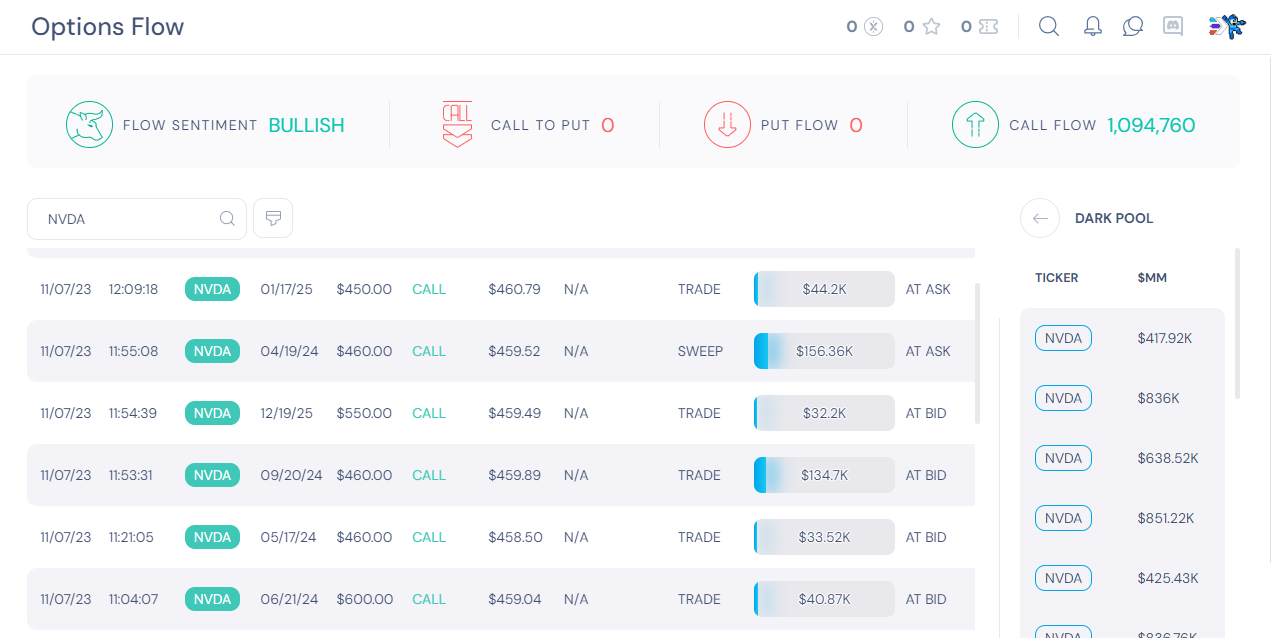 Options Flow 0 0 0
FLOW SENTIMENT BULLISH CALL CALL TO PUT 0 PUT FLOW 0 CALL FLOW 1,094,760
NVDA
DARK POOL
TICKER $MM
11/07/23 12:09:18 NVDA 01/17/25 $450.00 CALL $460.79 N/A TRADE $44.2K AT ASK
11/07/23 11:55:08 NVDA 04/19/24 $460.00 CALL $459.52 N/A SWEEP $156.36K AT ASK
11/07/23 11:54:39 NVDA 12/19/25 $550.00 CALL $459.49 N/A TRADE $32.2K AT BID
11/07/23 11:53:31 NVDA 09/20/24 $460.00 CALL $459.89 N/A TRADE $134.7K AT BID
11/07/23 11:21:05 NVDA 05/17/24 $460.00 CALL $458.50 N/A TRADE $33.52K AT BID
11/07/23 11:04:07 NVDA 06/21/24 $600.00 CALL $459.04 N/A TRADE $40.87K AT BID
NVDA $417.92K
NVDA $836K
NVDA $638.52K
NVDA $851.22K
NVDA $425.43K
NVDA $836.76K